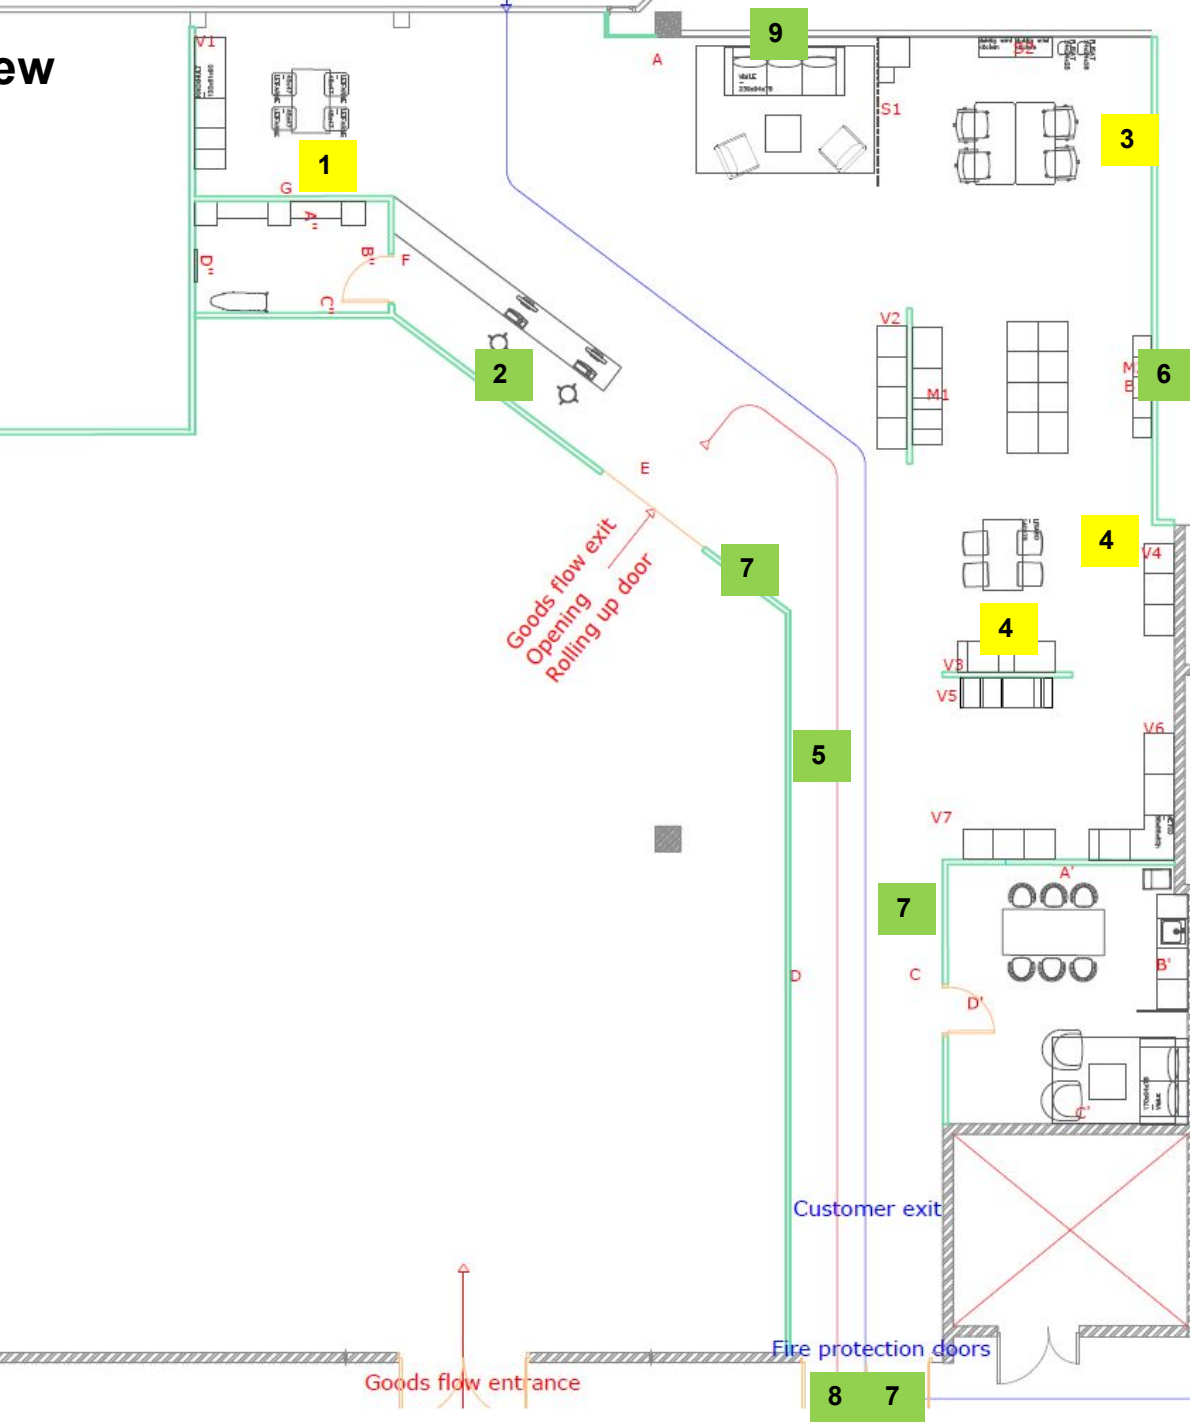 ew
9
V1
A
S2
S1
3
1
G
A"
B"
F
D"
C"
V2
2
6
M1
B
E
Goods flow exit
Opening
Rolling up door
7
4
V4
4
V3
V5
5
V6
V7
7
A'
D
C
B'
D'
C'
Customer exit
Fire protection doors
Goods flow entrance
8
7